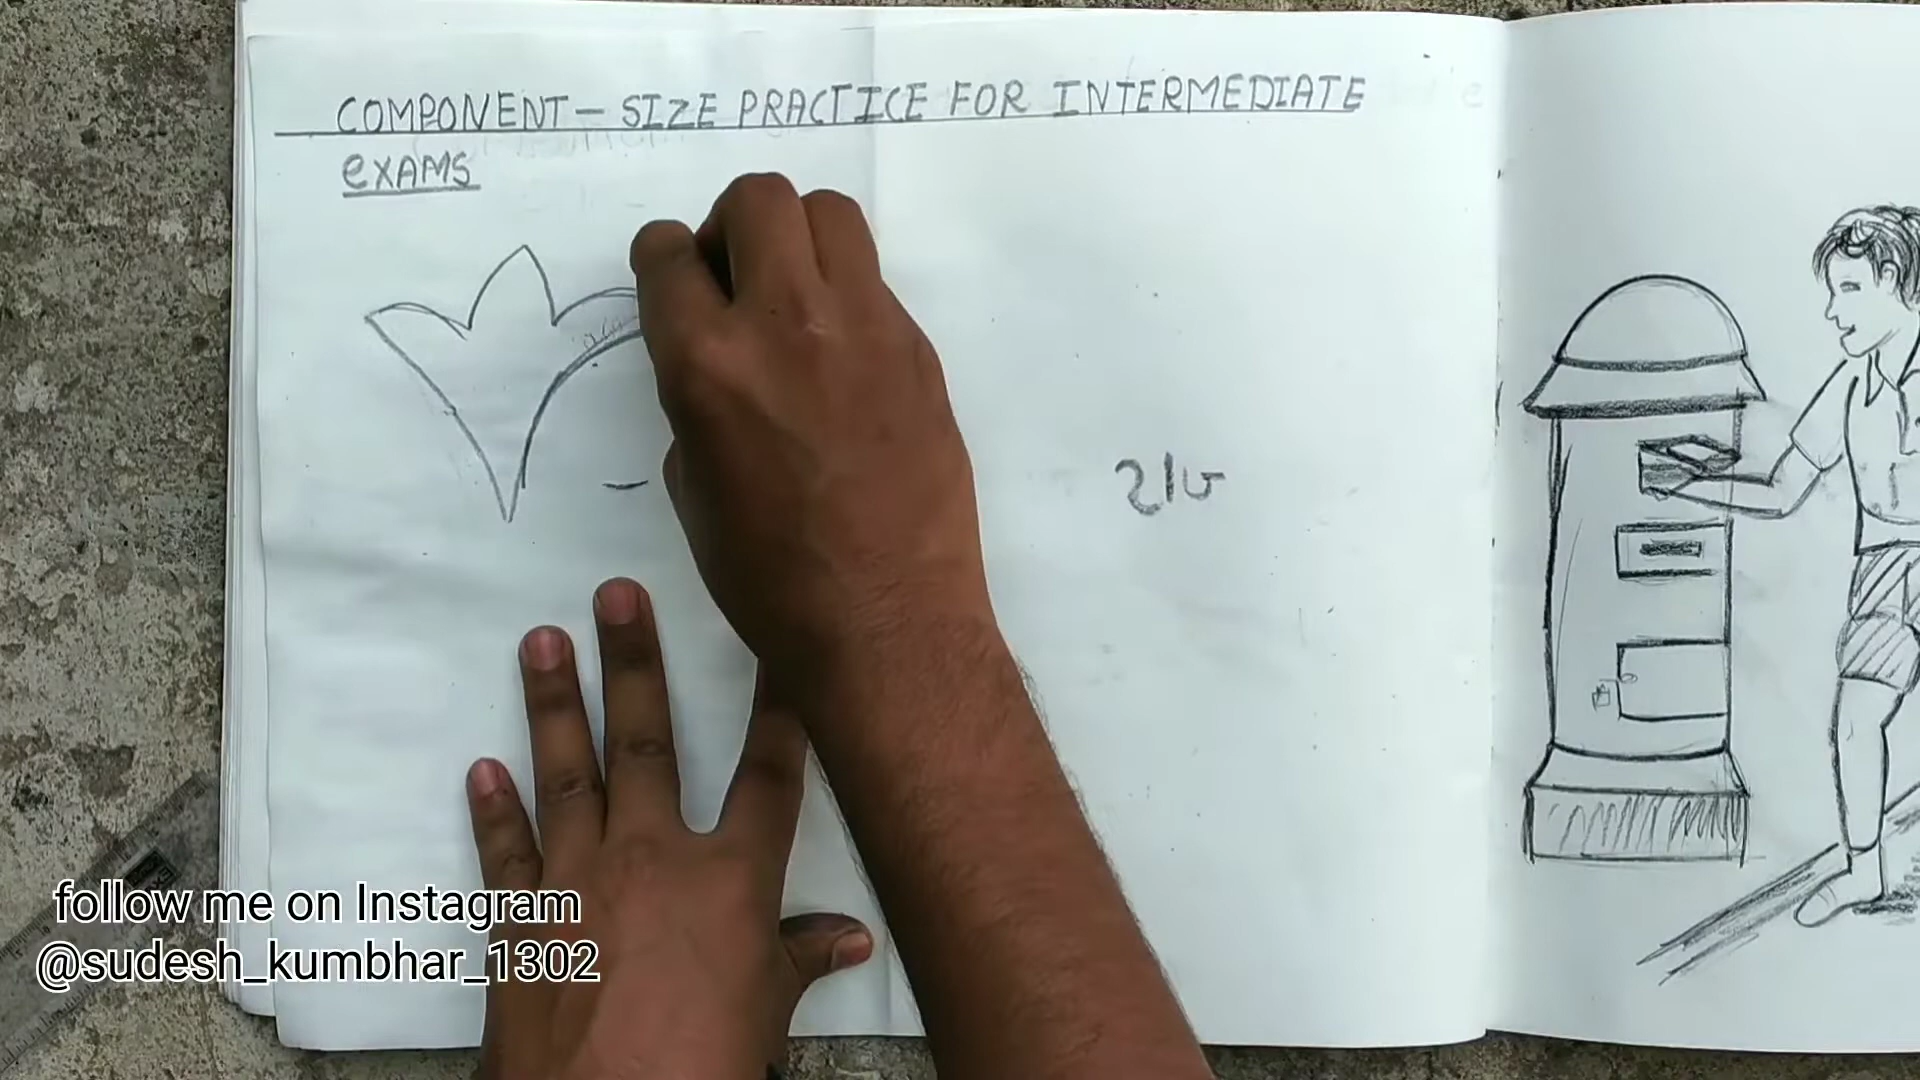 COMPONENT - SIZE PRACTICE FOR INTERMEDIATE
eXAMS
follow me on Instagram
@sudesh_kumbhar_1302